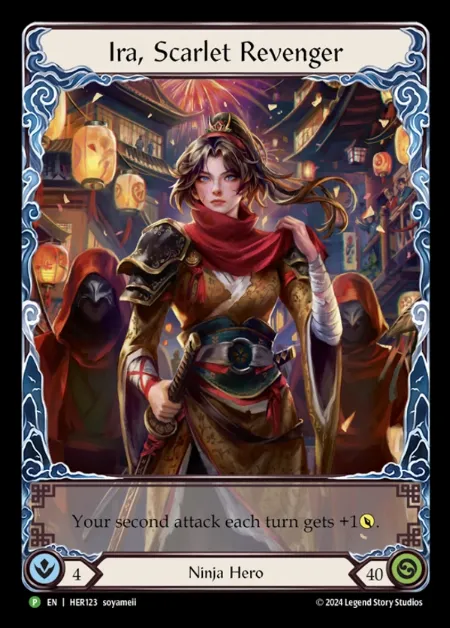 Ira, Scarlet Revenger
Your second attack each turn gets +1.
4 Ninja Hero 40
P EN | HER123 soyameii © 2024 Legend Story Studios